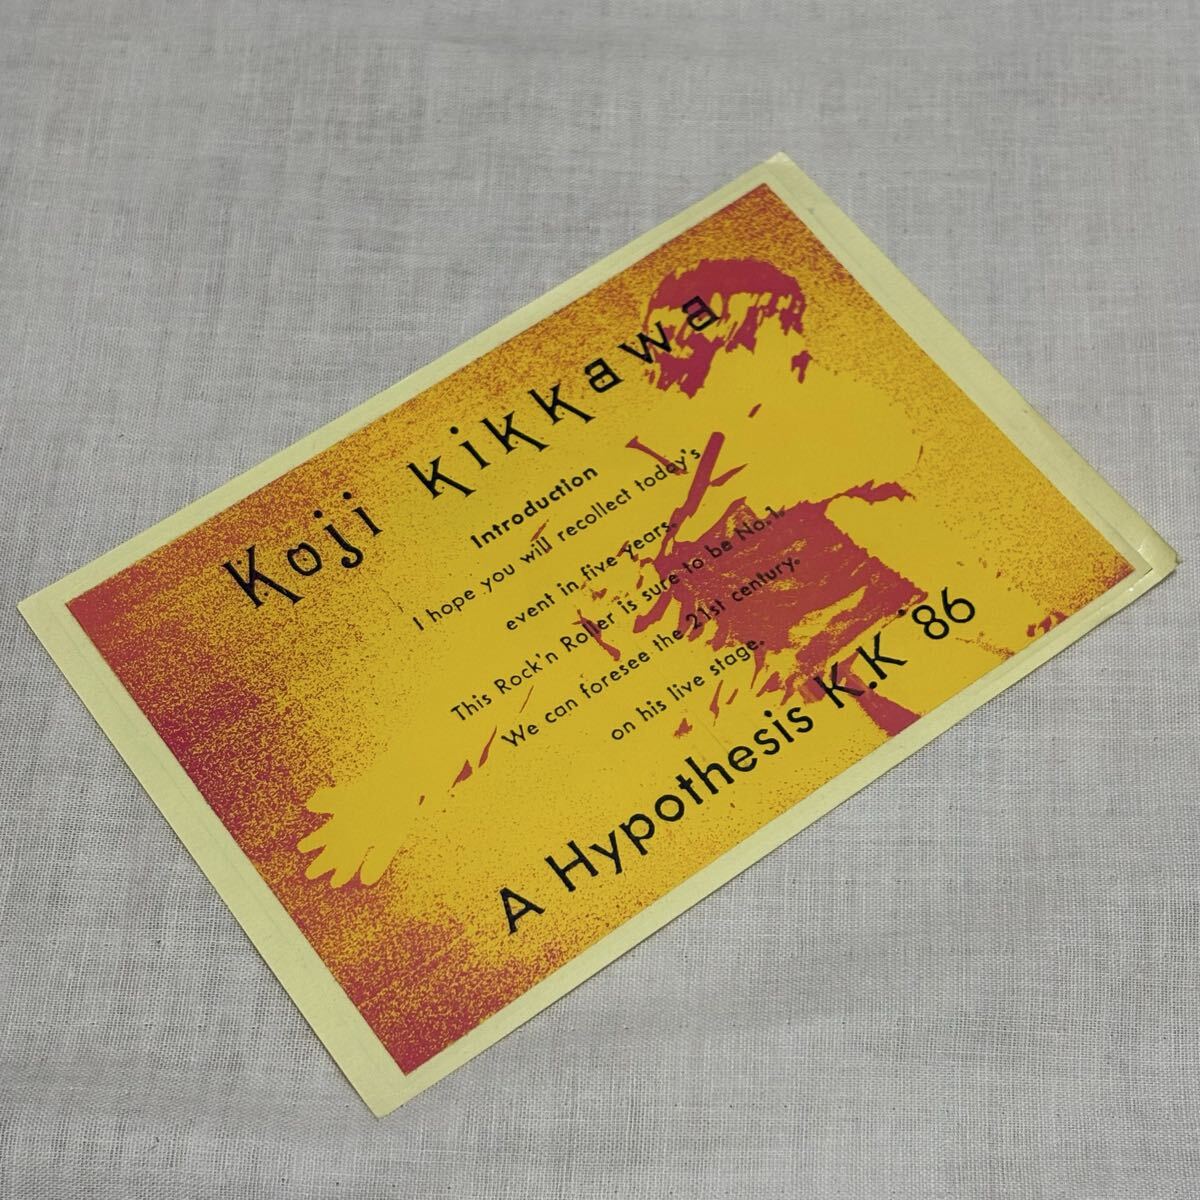 Koji Kikkawa
Introduction
I hope you will recollect today's
event in five years.
This Rock'n Roller is sure to be No.1.
We can foresee the 21st century.
on his live stage.
A Hypothesis K.K '86